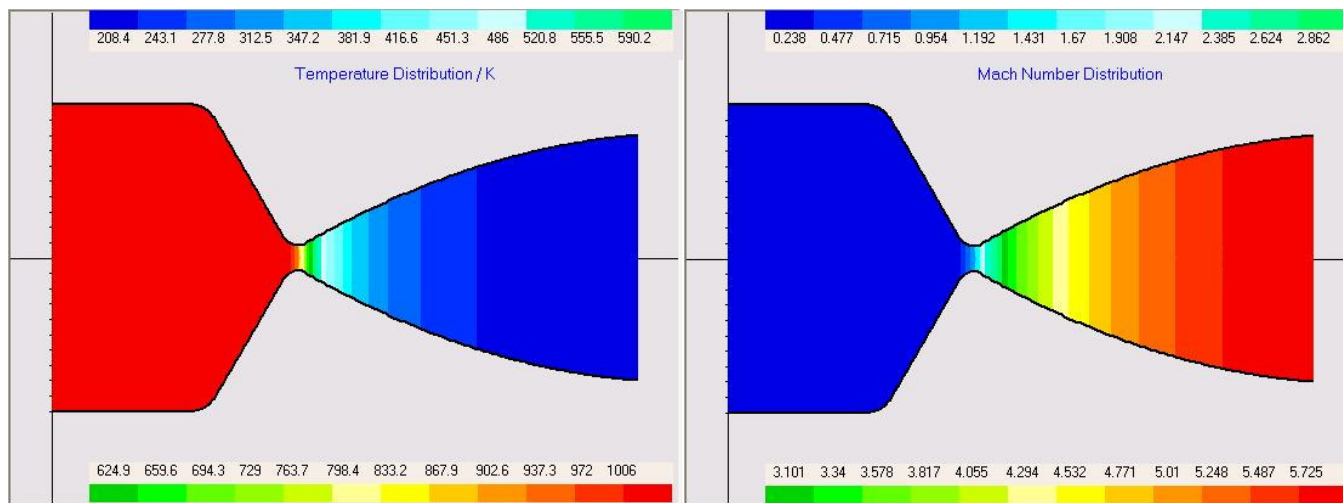 208.4 243.1 277.8 312.5 347.2 381.9 416.6 451.3 486 520.8 555.5 590.2
Temperature Distribution / K
624.9 659.6 694.3 729 763.7 798.4 833.2 867.9 902.6 937.3 972 1006
0.238 0.477 0.715 0.954 1.192 1.431 1.67 1.908 2.147 2.385 2.624 2.862
Mach Number Distribution
3.101 3.34 3.578 3.817 4.055 4.294 4.532 4.771 5.01 5.248 5.487 5.725